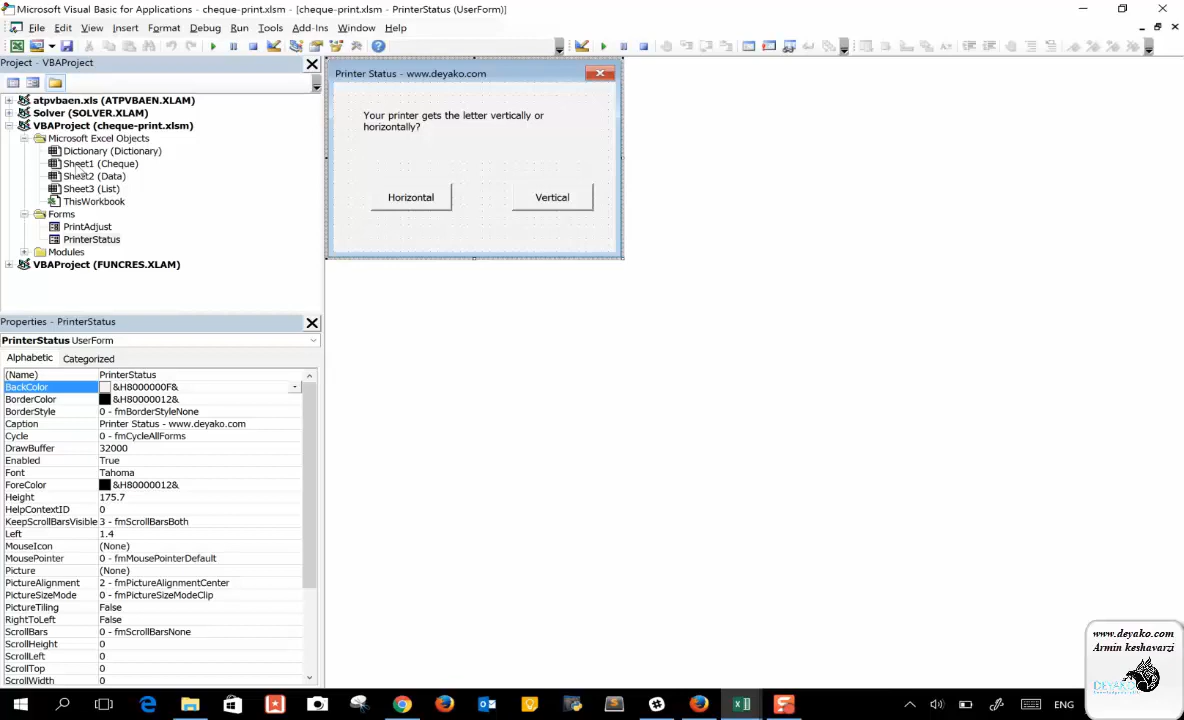 Microsoft Visual Basic for Applications - cheque-print.xlsm - [cheque-print.xlsm - PrinterStatus (UserForm)]
File Edit View Insert Format Debug Run Tools Add-Ins Window Help
Project - VBAProject
atpvbaen.xls (ATPVBAEN.XLAM)
Solver (SOLVER.XLAM)
VBAProject (cheque-print.xlsm)
Microsoft Excel Objects
Dictionary (Dictionary)
Sheet1 (Cheque)
Sheet2 (Data)
Sheet3 (List)
ThisWorkbook
Forms
PrintAdjust
PrinterStatus
Modules
VBAProject (FUNCRES.XLAM)
Properties - PrinterStatus
PrinterStatus UserForm
Alphabetic Categorized
(Name) PrinterStatus
BackColor &H8000000F&
BorderColor &H80000012&
BorderStyle 0 - fmBorderStyleNone
Caption Printer Status - www.deyako.com
Cycle 0 - fmCycleAllForms
DrawBuffer 32000
Enabled True
Font Tahoma
ForeColor &H80000012&
Height 175.7
HelpContextID 0
KeepScrollBarsVisible 3 - fmScrollBarsBoth
Left 1.4
MouseIcon (None)
MousePointer 0 - fmMousePointerDefault
Picture (None)
PictureAlignment 2 - fmPictureAlignmentCenter
PictureSizeMode 0 - fmPictureSizeModeClip
PictureTiling False
RightToLeft False
ScrollBars 0 - fmScrollBarsNone
ScrollHeight 0
ScrollLeft 0
ScrollTop 0
ScrollWidth 0
Printer Status - www.deyako.com
Your printer gets the letter vertically or
horizontally?
Horizontal Vertical
www.deyako.com
Armin keshavarzi
DEYAKO
ENG